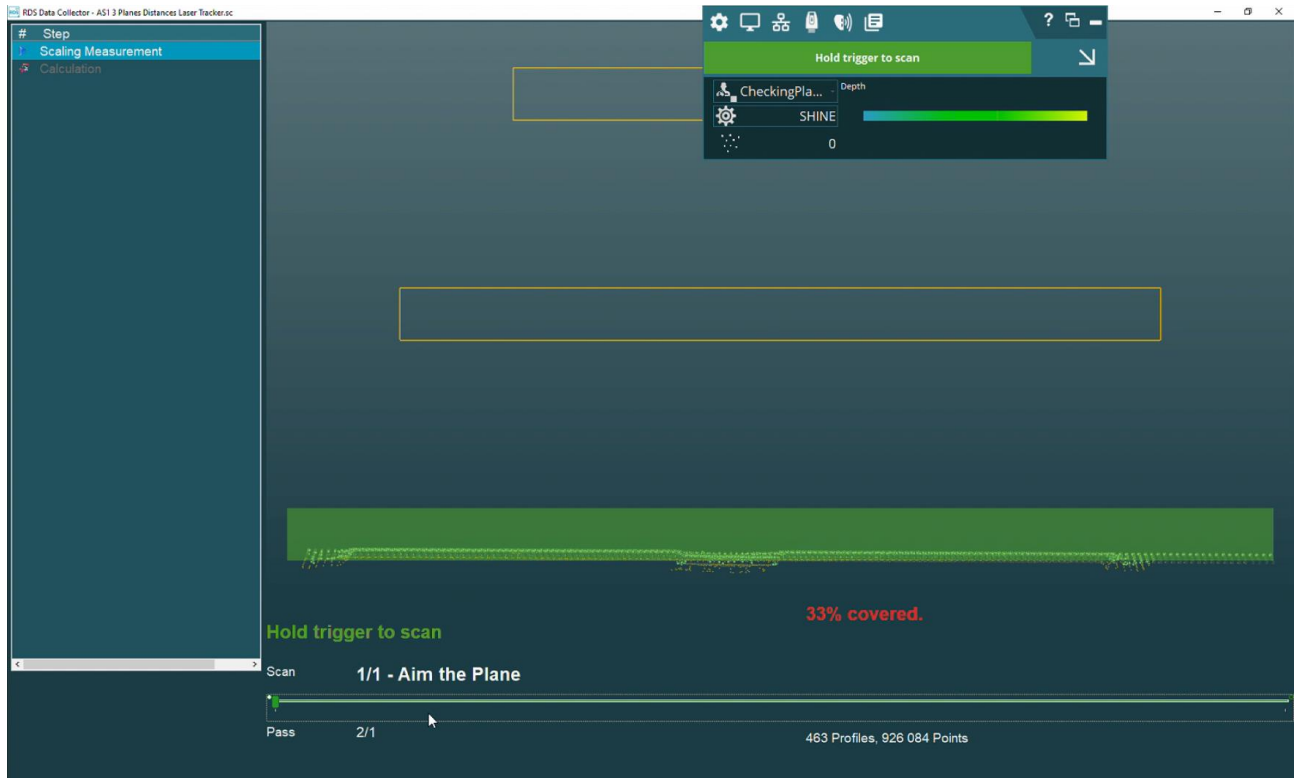 RDS Data Collector - AS1 3 Planes Distances Laser Tracker.sc
# Step
Scaling Measurement
Calculation
?
Hold trigger to scan
CheckingPla...
Depth
SHINE
0
33% covered.
Hold trigger to scan
Scan 1/1 - Aim the Plane
Pass 2/1
463 Profiles, 926 084 Points